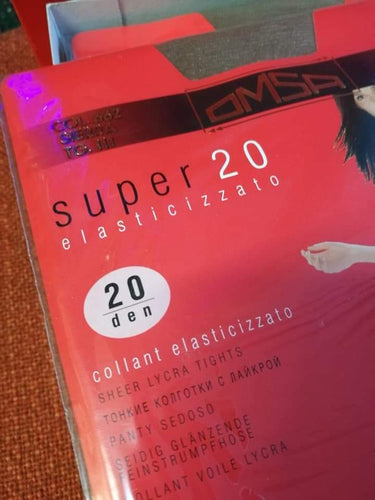 OMSA
super 20
elasticizzato
20
den
collant elasticizzato
SHEER LYCRA TIGHTS
ТОНКИЕ КОЛГОТКИ С ЛАЙКРОЙ
PANTY SEDOSO
SEIDIG GLÄNZENDE
FEINSTRUMPFHOSE
COLLANT VOILE LYCRA